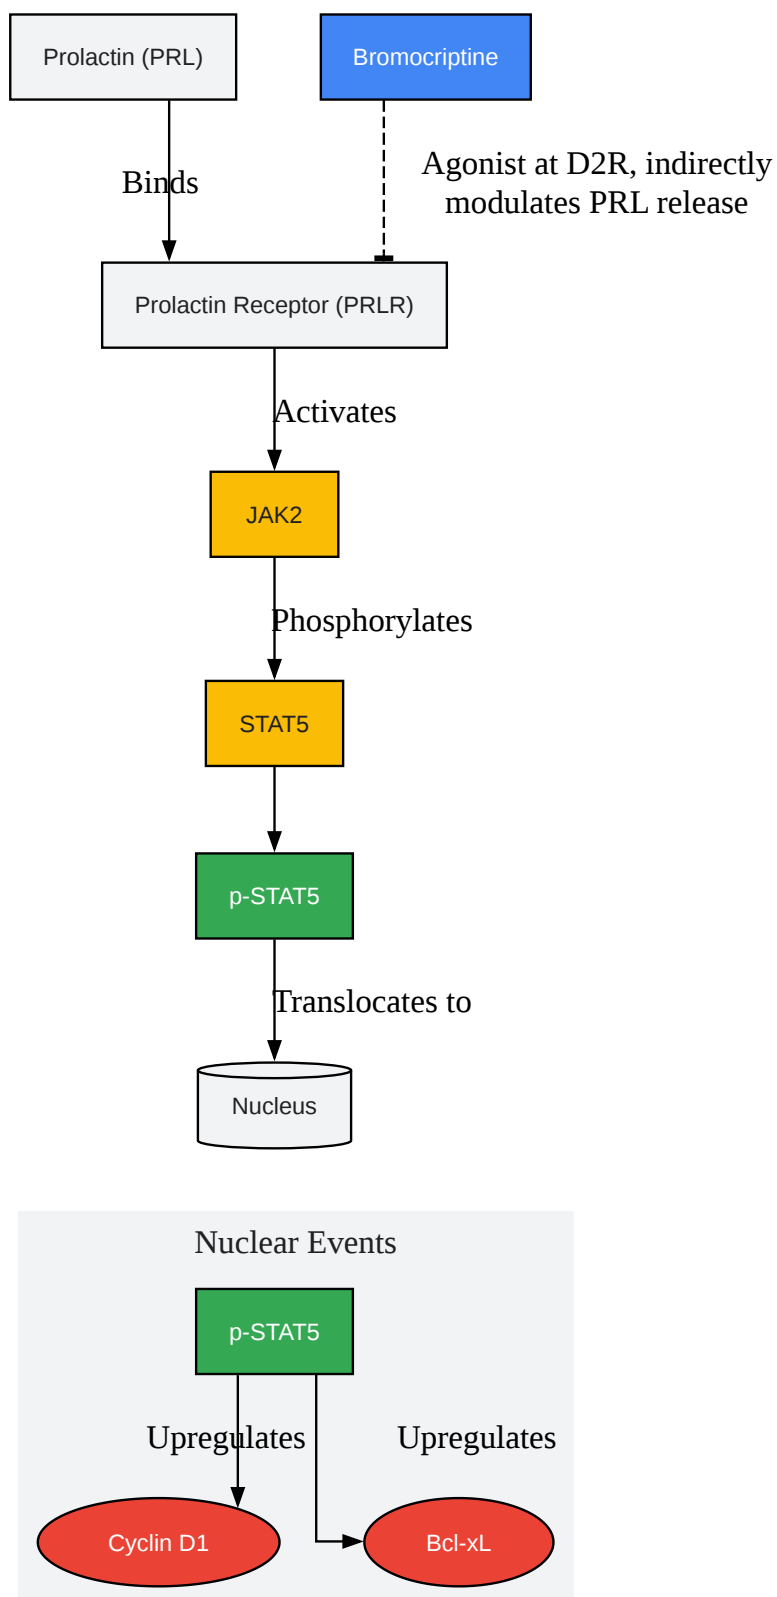 Prolactin (PRL)
Bromocriptine
Binds
Agonist at D2R, indirectly
modulates PRL release
Prolactin Receptor (PRLR)
Activates
JAK2
Phosphorylates
STAT5
p-STAT5
Translocates to
Nucleus
Nuclear Events
p-STAT5
Upregulates
Upregulates
Cyclin D1
Bcl-xL